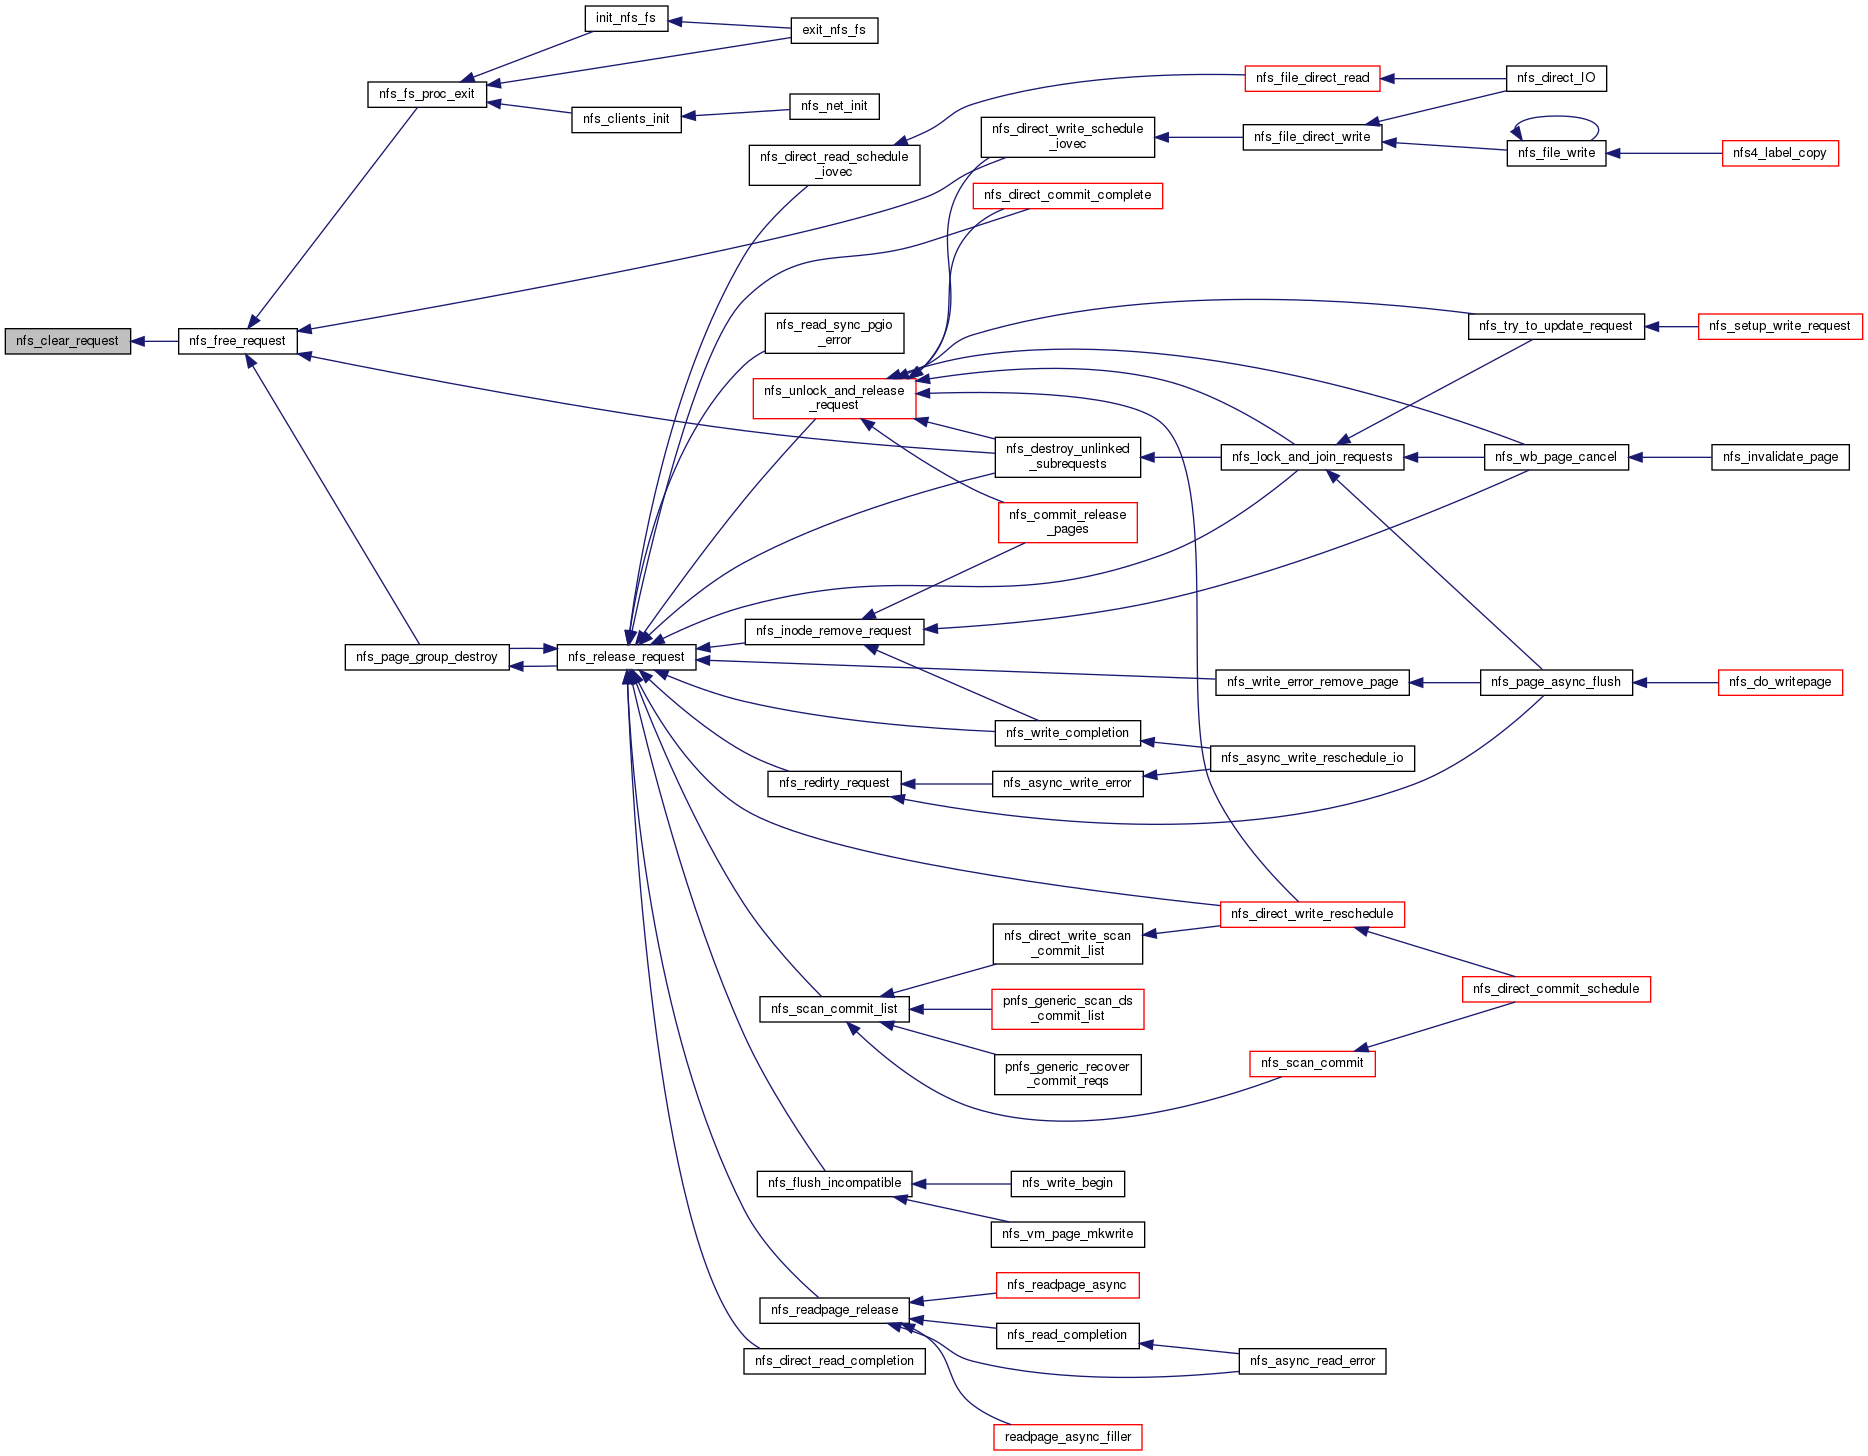 init_nfs_fs
exit_nfs_fs
nfs_fs_proc_exit
nfs_clients_init
nfs_net_init
nfs_file_direct_read
nfs_direct_IO
nfs_direct_write_schedule
_iovec
nfs_file_direct_write
nfs_file_write
nfs4_label_copy
nfs_direct_read_schedule
_iovec
nfs_direct_commit_complete
nfs_clear_request
nfs_free_request
nfs_read_sync_pgio
_error
nfs_try_to_update_request
nfs_setup_write_request
nfs_unlock_and_release
_request
nfs_destroy_unlinked
_subrequests
nfs_lock_and_join_requests
nfs_wb_page_cancel
nfs_invalidate_page
nfs_commit_release
_pages
nfs_inode_remove_request
nfs_page_group_destroy
nfs_release_request
nfs_write_error_remove_page
nfs_page_async_flush
nfs_do_writepage
nfs_write_completion
nfs_async_write_reschedule_io
nfs_redirty_request
nfs_async_write_error
nfs_direct_write_reschedule
nfs_direct_write_scan
_commit_list
nfs_direct_commit_schedule
nfs_scan_commit_list
pnfs_generic_scan_ds
_commit_list
nfs_scan_commit
pnfs_generic_recover
_commit_reqs
nfs_flush_incompatible
nfs_write_begin
nfs_vm_page_mkwrite
nfs_readpage_async
nfs_readpage_release
nfs_read_completion
nfs_direct_read_completion
nfs_async_read_error
readpage_async_filler